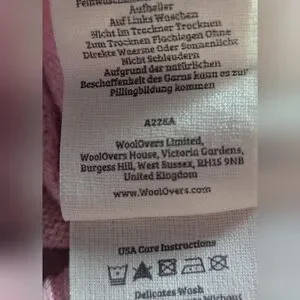 Aufheller
Auf Links Waschen
Nicht im Trockner Trocknen
Zum Trocknen Flachlegen Ohne
Direkte Waerme Oder Sonnenlicht
Nicht Schleudern
Aufgrund der natürlichen
Beschaffenheit des Garns kann es zu
Pillingbildung kommen
A226A
WoolOvers Limited,
WoolOvers House, Victoria Gardens,
Burgess Hill, West Sussex, RH15 9NB
United Kingdom
www.WoolOvers.com
USA Care Instructions
Delicates Wash